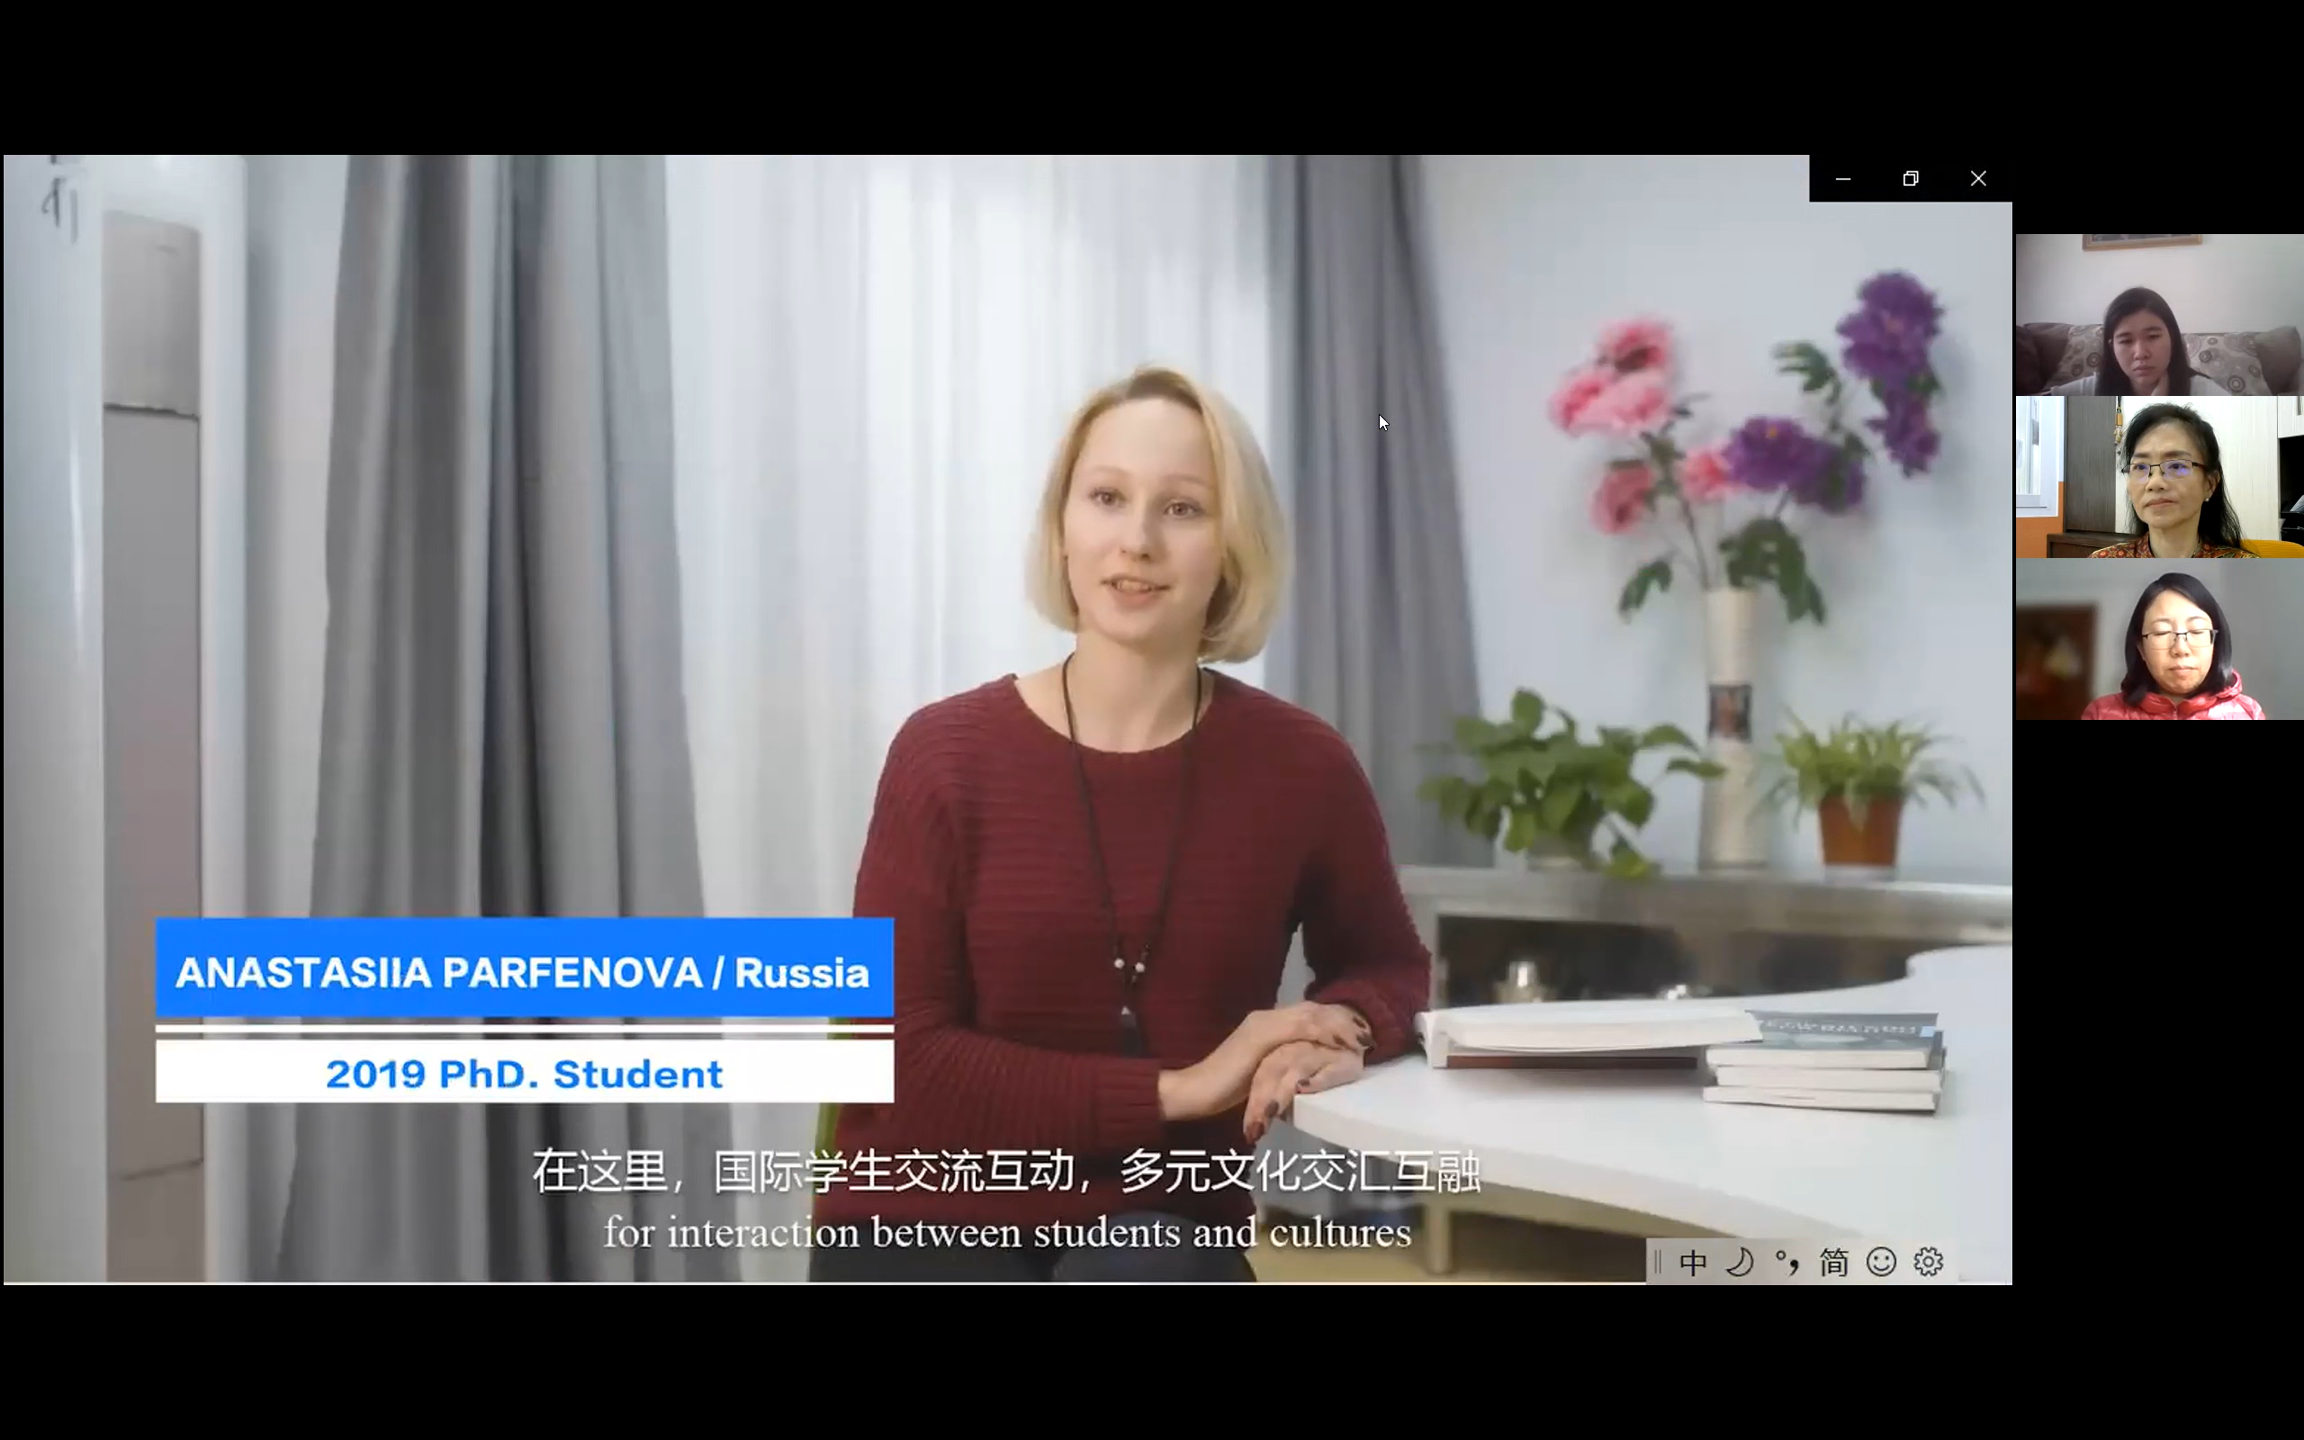 ANASTASIIA PARFENOVA / Russia
2019 PhD. Student
在这里，国际学生交流互动，多元文化交汇互融
for interaction between students and cultures
中 简